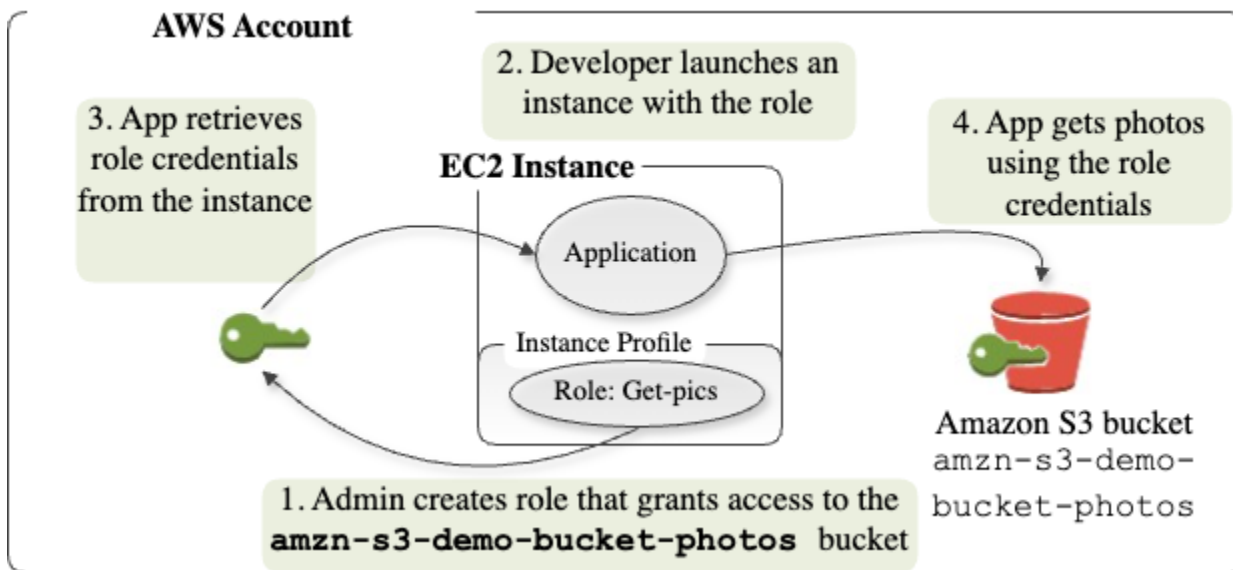 AWS Account
2. Developer launches an
instance with the role
3. App retrieves
role credentials
from the instance
4. App gets photos
using the role
credentials
EC2 Instance
Application
Instance Profile
Role: Get-pics
Amazon S3 bucket
amzn-s3-demo-
bucket-photos
1. Admin creates role that grants access to the
amzn-s3-demo-bucket-photos bucket